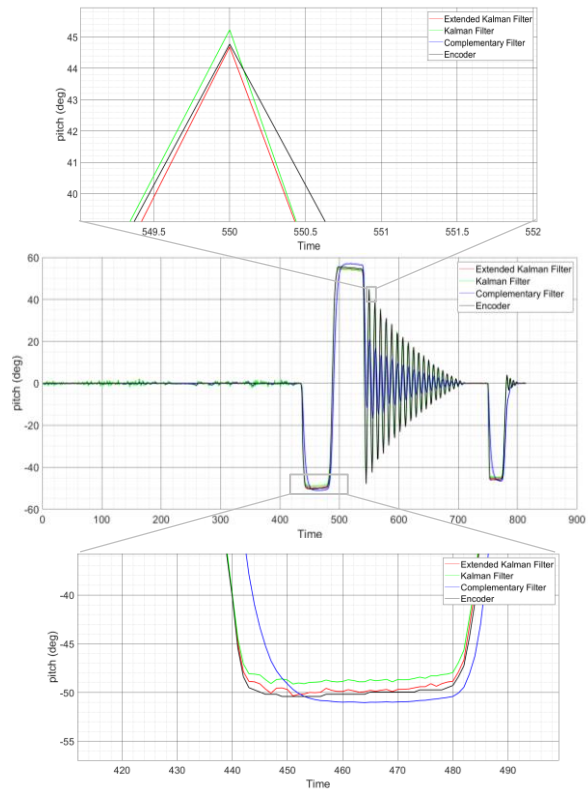 Extended Kalman Filter
Kalman Filter
Complementary Filter
Encoder
45
44
43
42
41
40
pitch (deg)
549.5 550 550.5 551 551.5 552
Time
Extended Kalman Filter
Kalman Filter
Complementary Filter
Encoder
60
40
20
0
-20
-40
-60
pitch (deg)
0 100 200 300 400 500 600 700 800 900
Time
Extended Kalman Filter
Kalman Filter
Complementary Filter
Encoder
-40
-45
-50
-55
pitch (deg)
420 430 440 450 460 470 480 490
Time